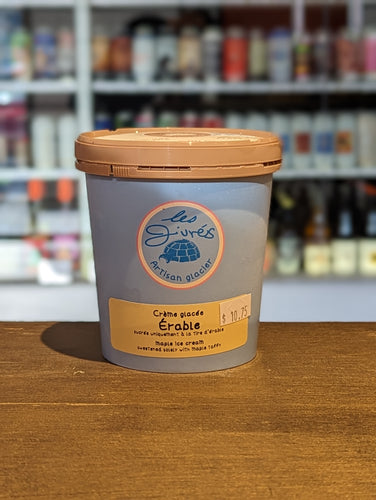 les
Givrés
Artisan glacier
Crème glacée
Érable
sucrée uniquement à la tire d'érable
maple ice cream
sweetened solely with maple taffy
$ 10.75